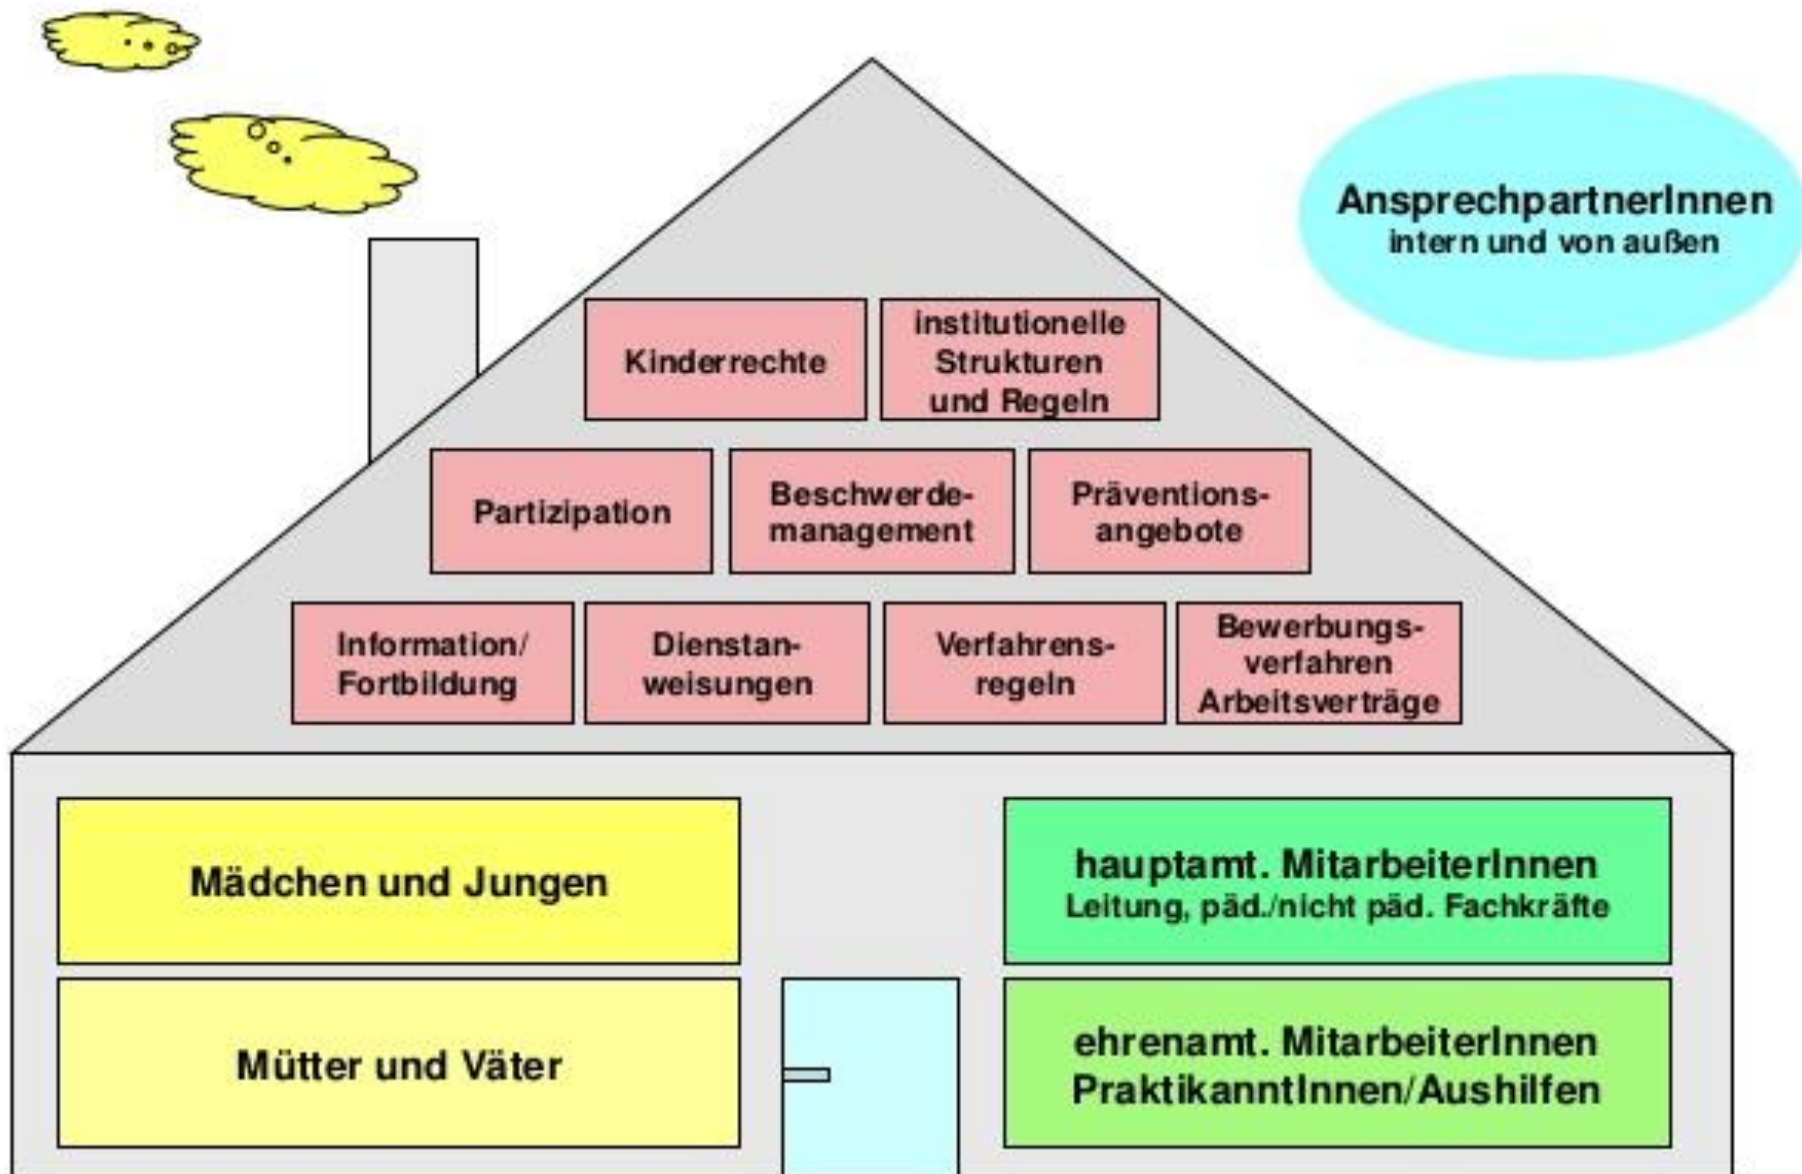 AnsprechpartnerInnen
intern und von außen
Kinderrechte
institutionelle
Strukturen
und Regeln
Partizipation
Beschwerde-
management
Präventions-
angebote
Information/
Fortbildung
Dienstan-
weisungen
Verfahrens-
regeln
Bewerbungs-
verfahren
Arbeitsverträge
Mädchen und Jungen
hauptamt. MitarbeiterInnen
Leitung, päd./nicht päd. Fachkräfte
Mütter und Väter
ehrenamt. MitarbeiterInnen
PraktikanntInnen/Aushilfen